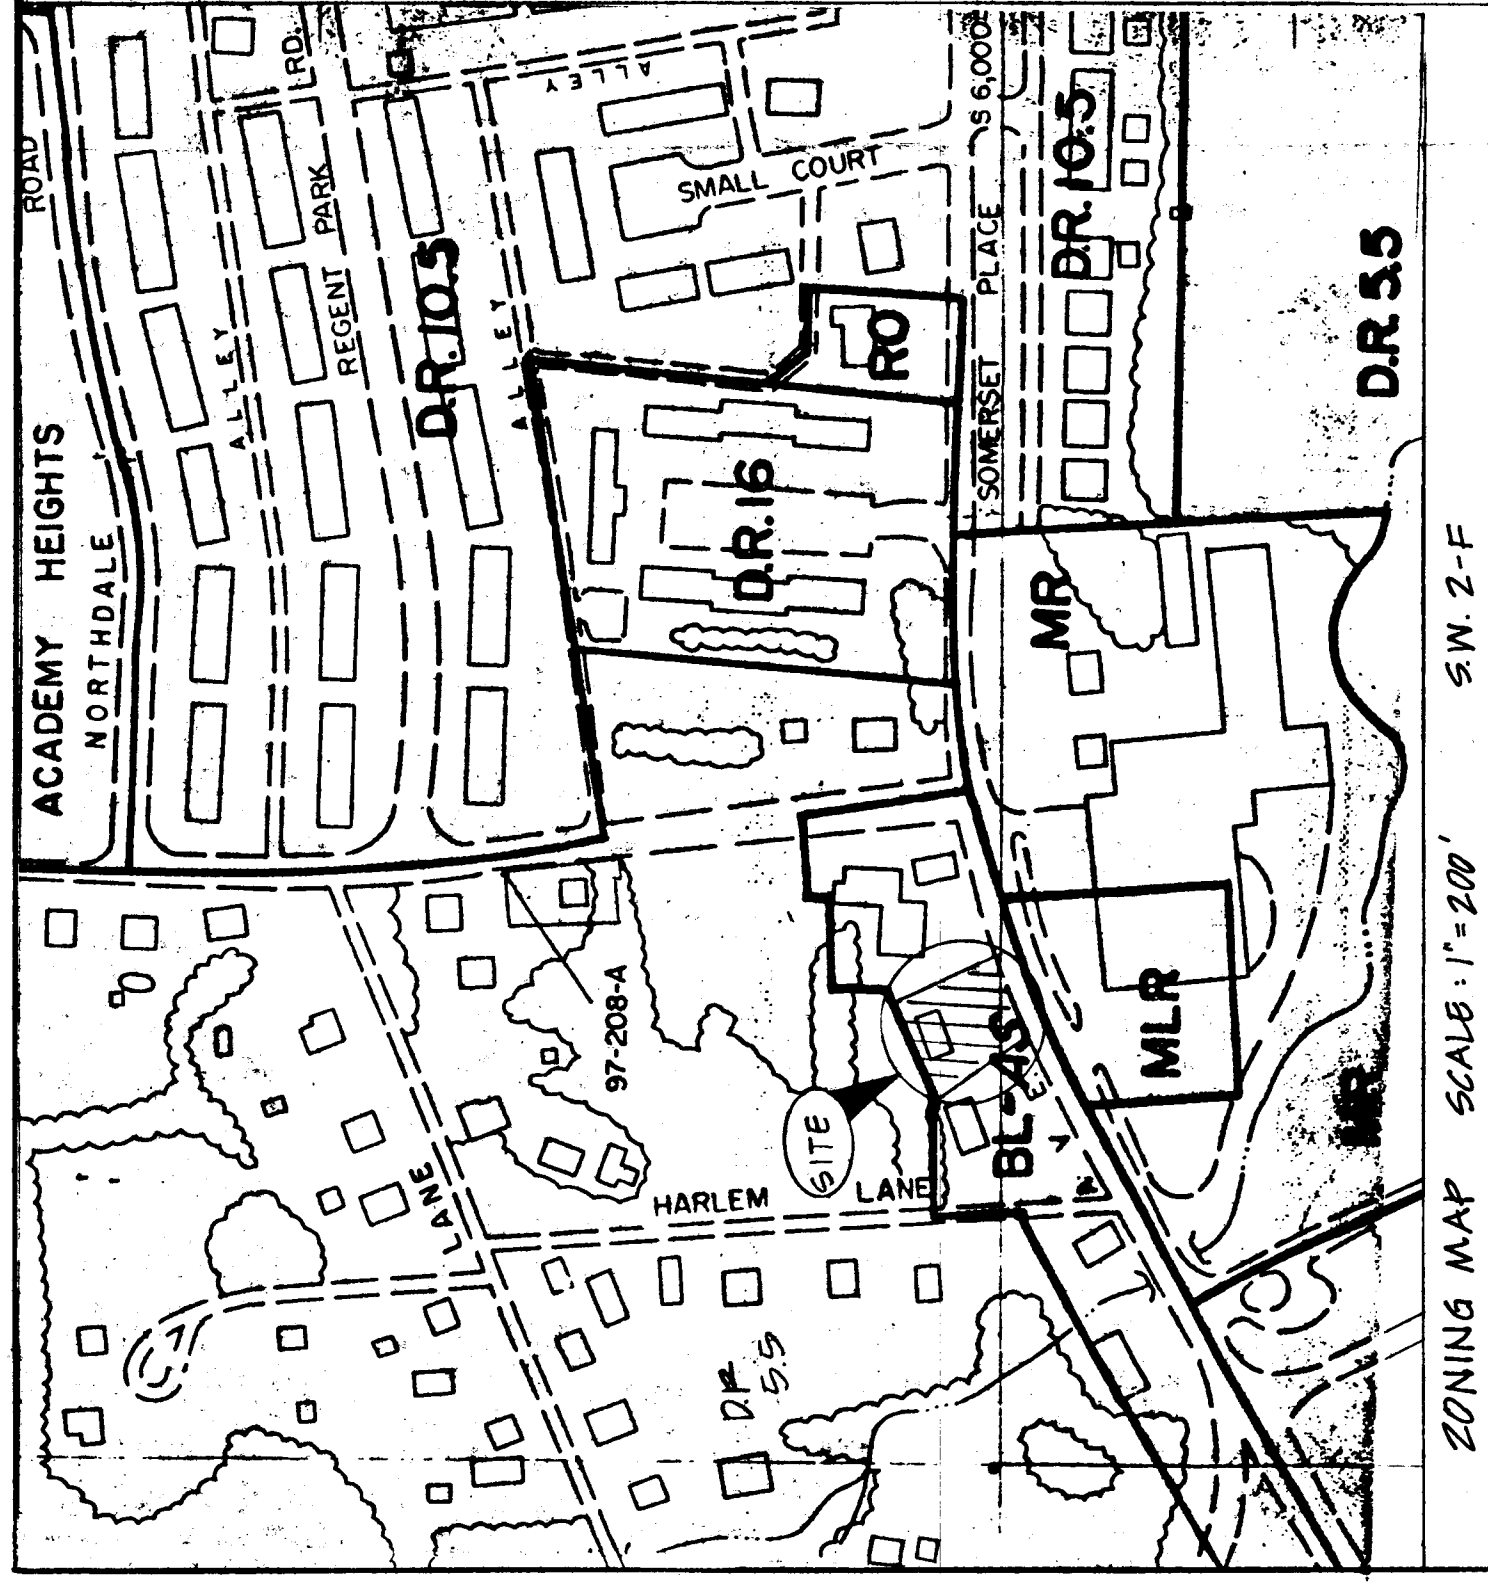 ACADEMY HEIGHTS
NORTHDALE
ROAD
ALLEY
REGENT PARK RD.
D.R. 10.5
ALLEY
ALLEY
SMALL COURT
RO
D.R. 16
SOMERSET PLACE
S 6,000
D.R. 10.5
D.R. 5.5
MR
MLR
MR
BL-AS
SITE
97-208-A
HARLEM LANE
LANE
D.R. 5.5
ZONING MAP SCALE: 1"=200' S.W. 2-F